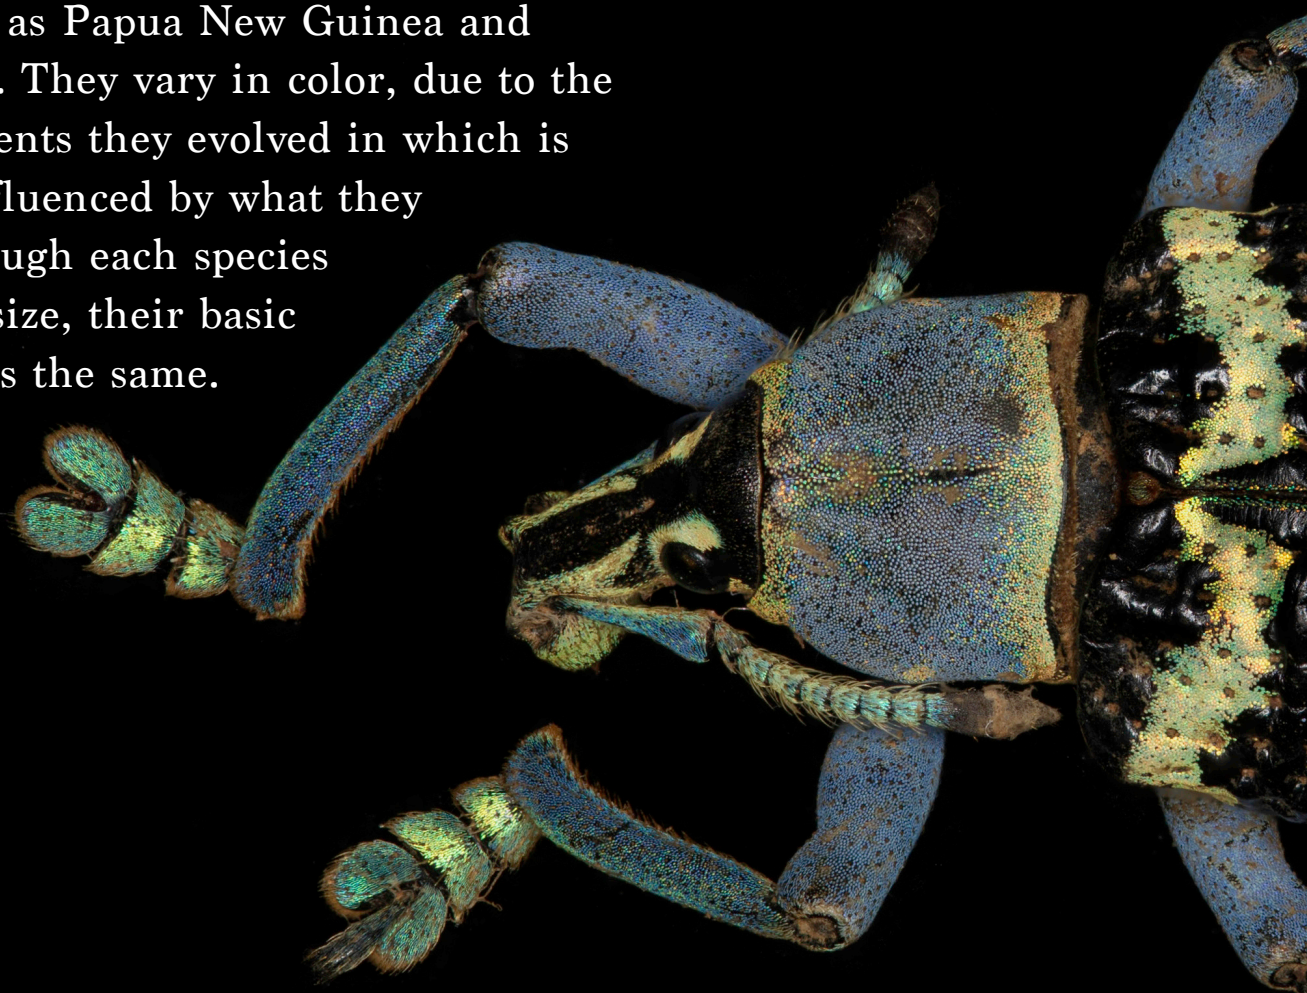 as Papua New Guinea and
. They vary in color, due to the
ents they evolved in which is
fluenced by what they
ugh each species
size, their basic
s the same.